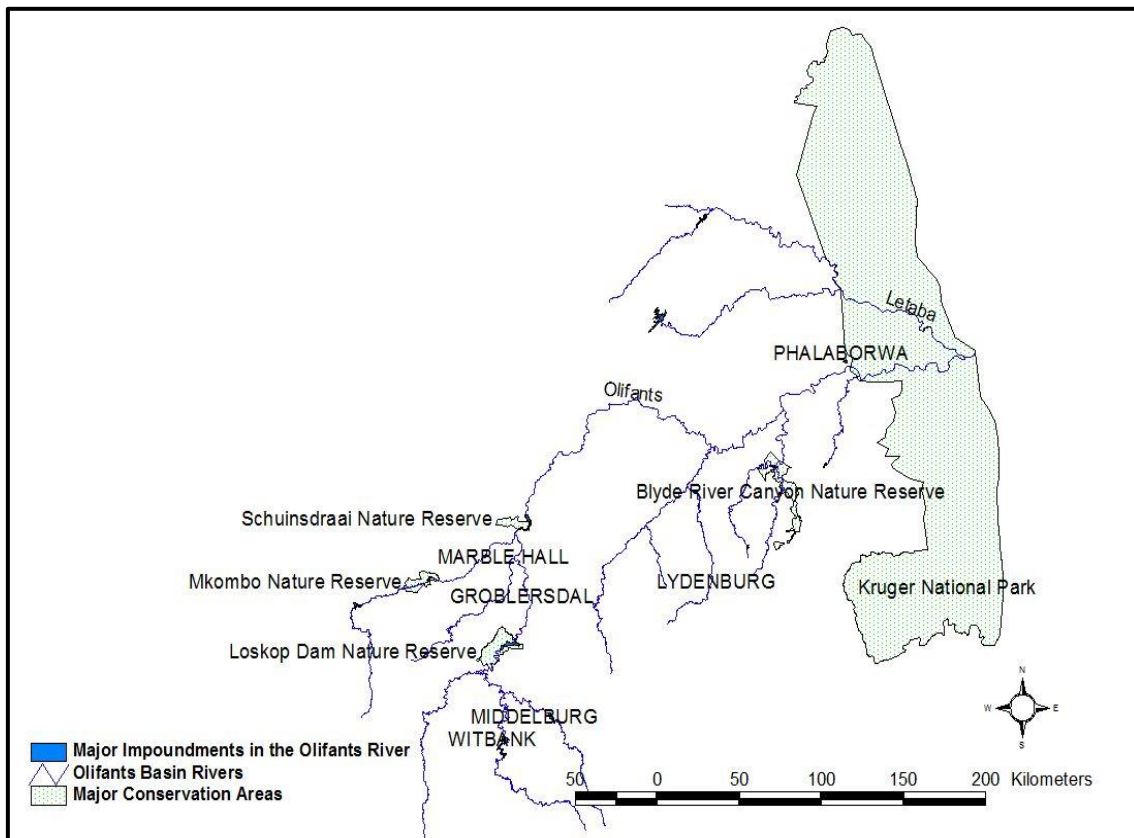 Letaba
PHALABORWA
Olifants
Blyde River Canyon Nature Reserve
Schuinsdraai Nature Reserve
MARBLE HALL
Mkombo Nature Reserve
LYDENBURG
Kruger National Park
GROBLERSDAL
Loskop Dam Nature Reserve
MIDDELBURG
WITBANK
N
W E
S
Major Impoundments in the Olifants River
Olifants Basin Rivers
Major Conservation Areas
50 0 50 100 150 200 Kilometers